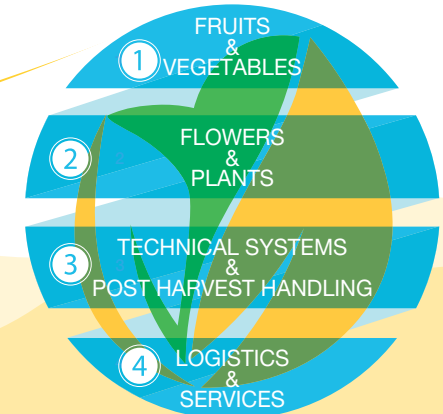 1
FRUITS
&
VEGETABLES
2
FLOWERS
&
PLANTS
3
TECHNICAL SYSTEMS
&
POST HARVEST HANDLING
4
LOGISTICS
&
SERVICES